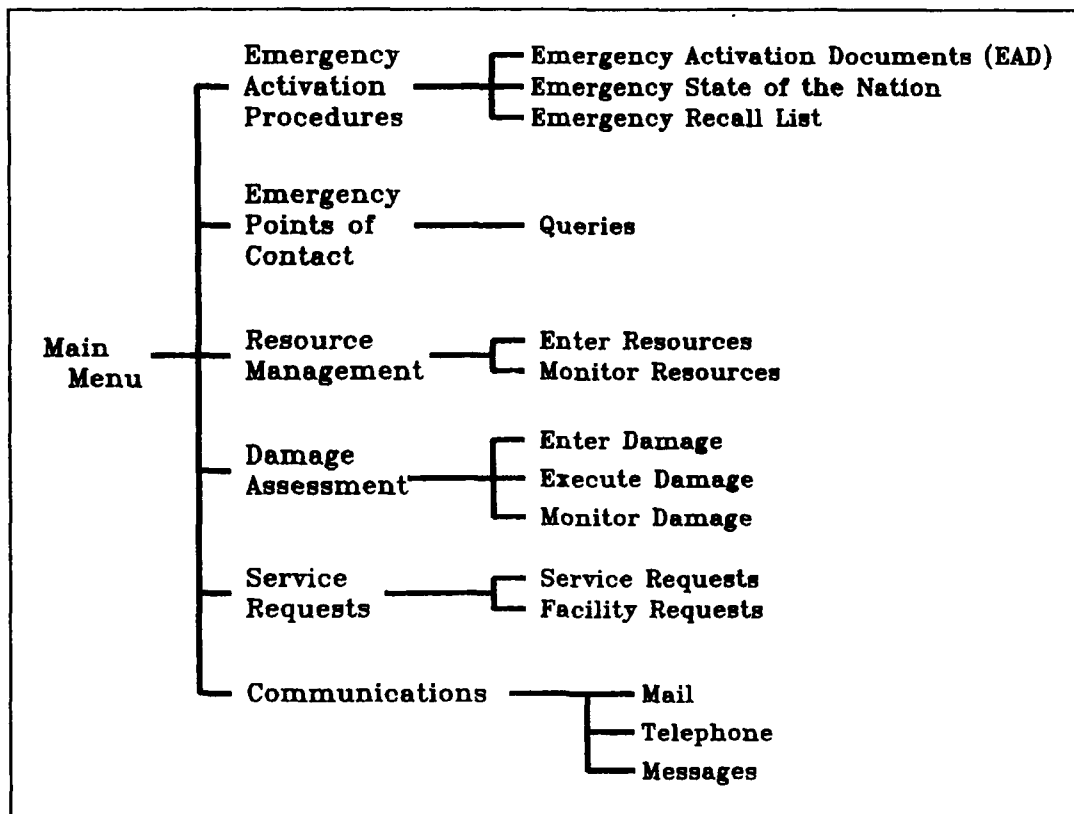 Main
Menu
Emergency
Activation
Procedures
Emergency Activation Documents (EAD)
Emergency State of the Nation
Emergency Recall List
Emergency
Points of
Contact
Queries
Resource
Management
Enter Resources
Monitor Resources
Damage
Assessment
Enter Damage
Execute Damage
Monitor Damage
Service
Requests
Service Requests
Facility Requests
Communications
Mail
Telephone
Messages